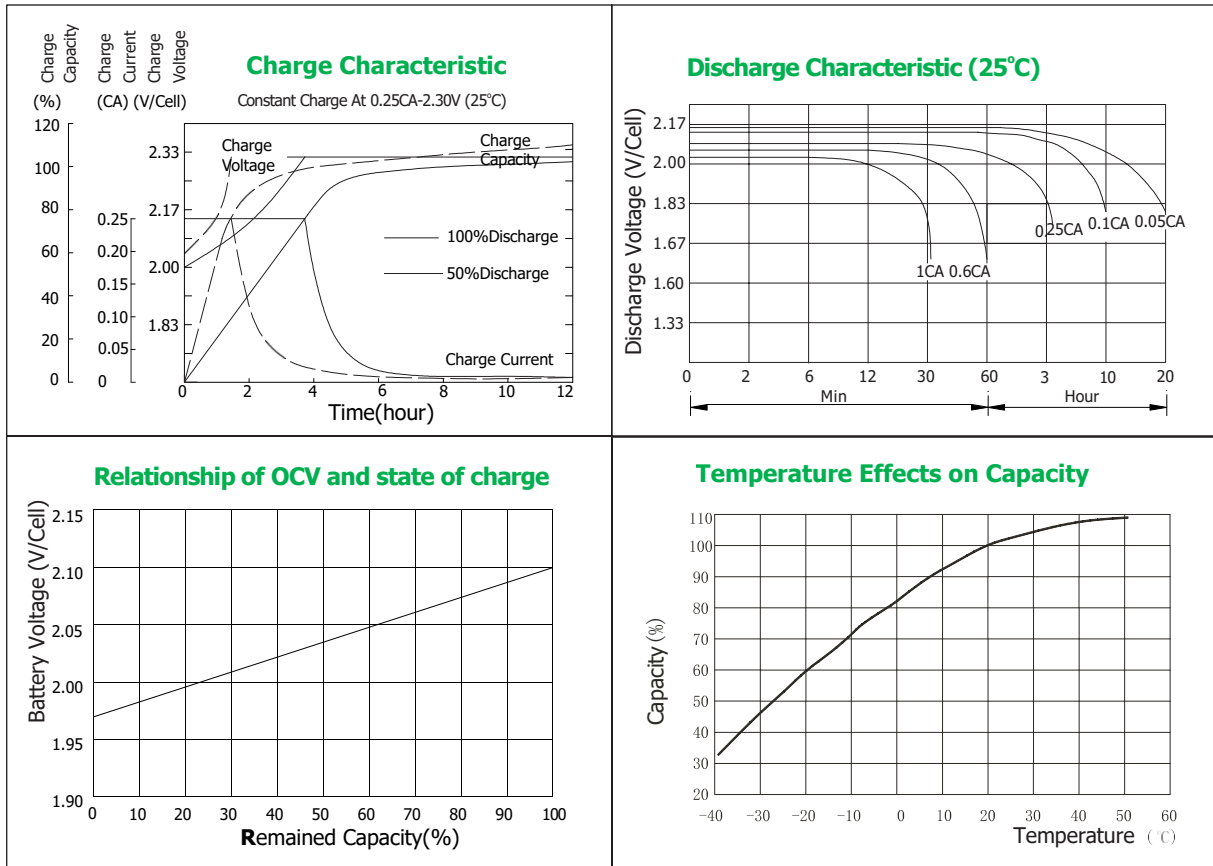 Charge Capacity
Charge Current
Charge Voltage
(%)
(CA) (V/Cell)
Charge Characteristic
Constant Charge At 0.25CA-2.30V (25°C)
120
100
80
60
40
20
0
0.25
0.20
0.15
0.10
0.05
0
2.33
2.17
2.00
1.83
Charge Voltage
Charge Capacity
100%Discharge
50%Discharge
Charge Current
0 2 4 6 8 10 12
Time(hour)
Discharge Characteristic (25°C)
Discharge Voltage (V/Cell)
2.17
2.00
1.83
1.67
1.60
1.33
0.25CA 0.1CA 0.05CA
1CA 0.6CA
0 2 6 12 30 60 3 10 20
Min Hour
Relationship of OCV and state of charge
Battery Voltage (V/Cell)
2.15
2.10
2.05
2.00
1.95
1.90
0 10 20 30 40 50 60 70 80 90 100
Remained Capacity(%)
Temperature Effects on Capacity
Capacity (%)
110
100
90
80
70
60
50
40
30
20
-40 -30 -20 -10 0 10 20 30 40 50 60
Temperature (℃)